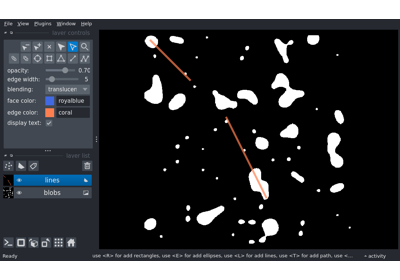 File View Plugins Window Help
layer controls
opacity: 0.70
edge width: 5
blending: translucen
face color: royalblue
edge color: coral
display text:
layer list
lines
blobs
Ready use <R> for add rectangles, use <E> for add ellipses, use <L> for add lines, use <T> for add path, use <... activity